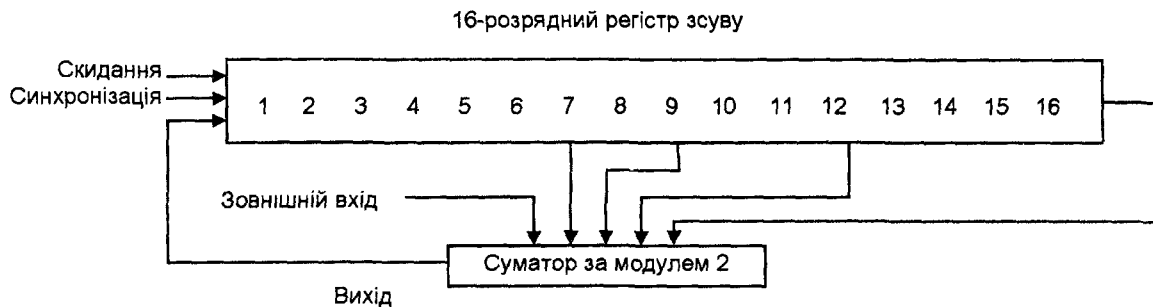 16-розрядний регістр зсуву
Скидання
Синхронізація
1 2 3 4 5 6 7 8 9 10 11 12 13 14 15 16
Зовнішній вхід
Суматор за модулем 2
Вихід